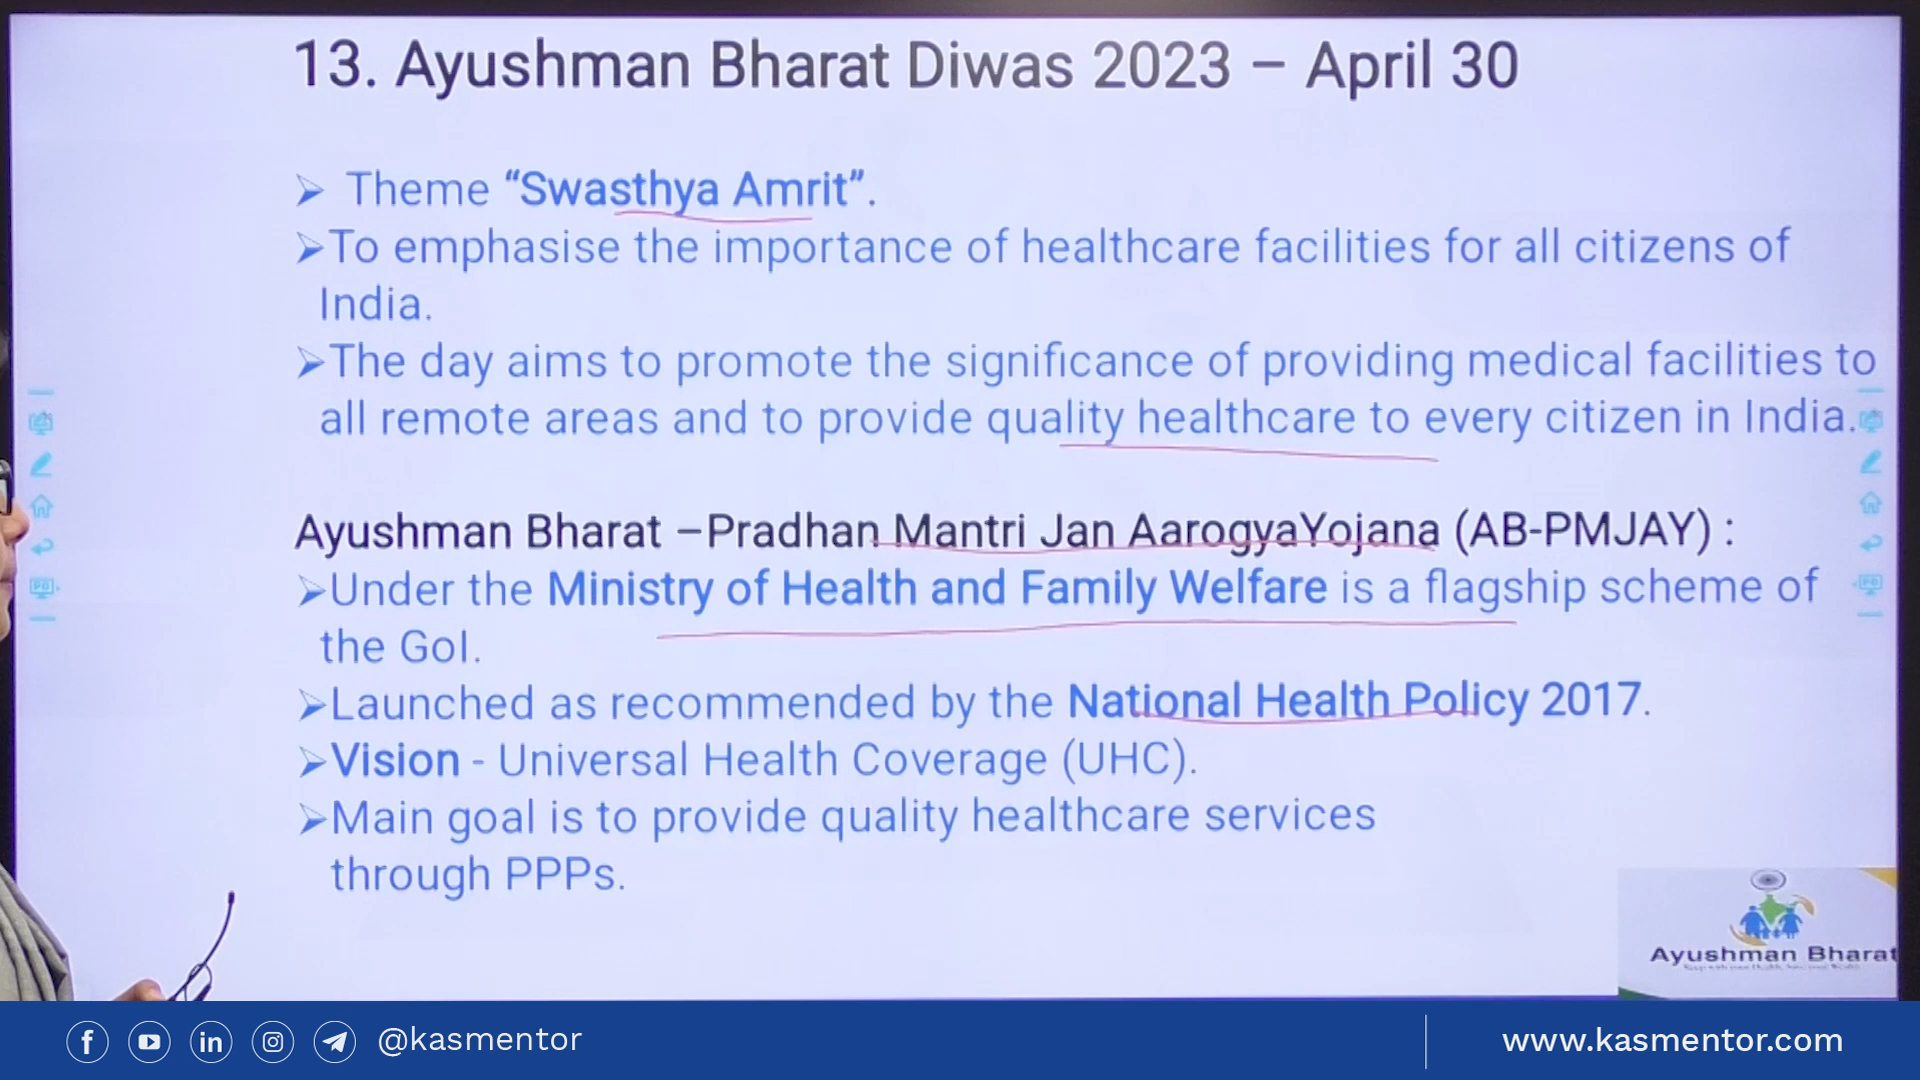 13. Ayushman Bharat Diwas 2023 – April 30
➢ Theme “Swasthya Amrit”.
➢To emphasise the importance of healthcare facilities for all citizens of
India.
➢The day aims to promote the significance of providing medical facilities to
all remote areas and to provide quality healthcare to every citizen in India.
Ayushman Bharat –Pradhan Mantri Jan AarogyaYojana (AB-PMJAY) :
➢Under the Ministry of Health and Family Welfare is a flagship scheme of
the GoI.
➢Launched as recommended by the National Health Policy 2017.
➢Vision - Universal Health Coverage (UHC).
➢Main goal is to provide quality healthcare services
through PPPs.
Ayushman Bharat
@kasmentor
www.kasmentor.com